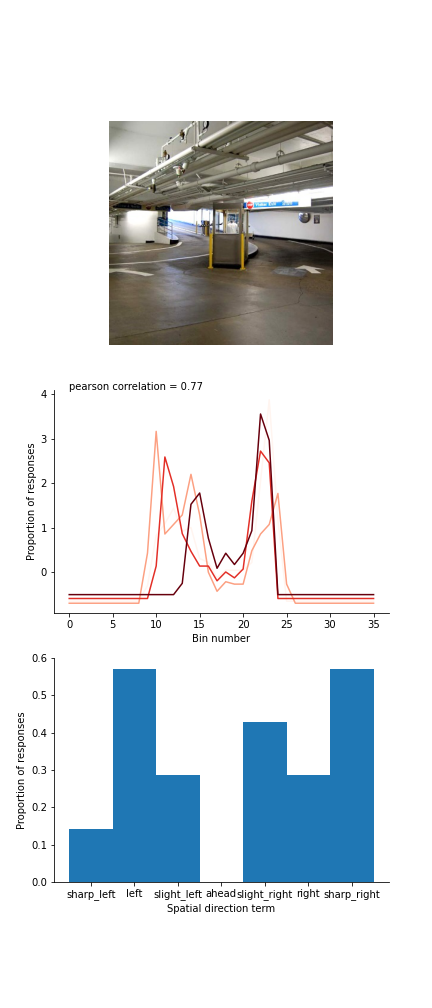 pearson correlation = 0.77
4
3
2
1
0
Proportion of responses
0 5 10 15 20 25 30 35
Bin number
0.6
0.5
0.4
0.3
0.2
0.1
0.0
Proportion of responses
sharp_left left slight_left ahead slight_right right sharp_right
Spatial direction term